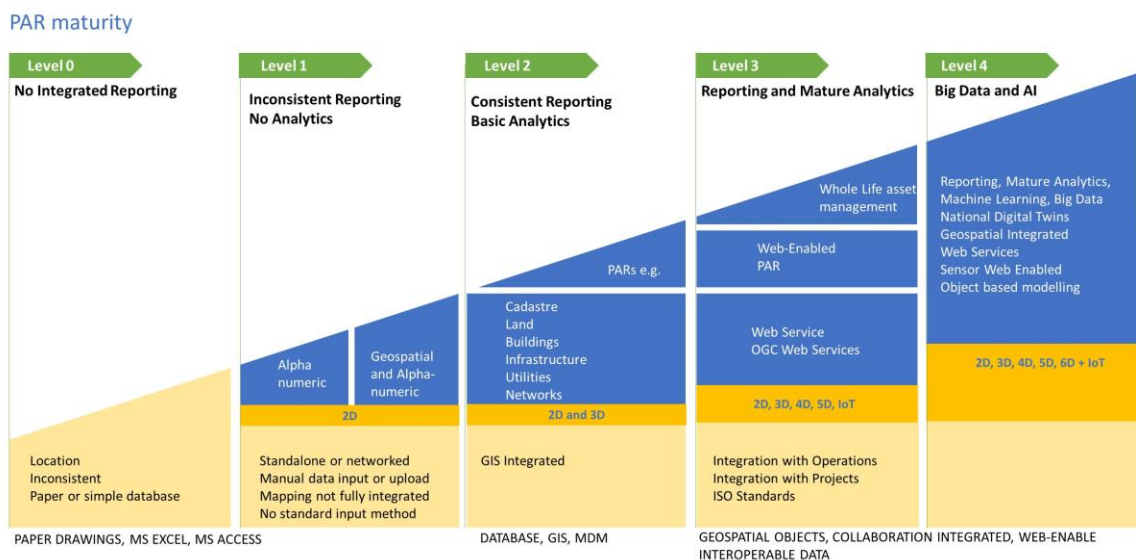 PAR maturity
Level 0
No Integrated Reporting
Location
Inconsistent
Paper or simple database
Level 1
Inconsistent Reporting
No Analytics
Alpha
numeric
Geospatial
and Alpha-
numeric
2D
Standalone or networked
Manual data input or upload
Mapping not fully integrated
No standard input method
PAPER DRAWINGS, MS EXCEL, MS ACCESS
Level 2
Consistent Reporting
Basic Analytics
PARs e.g.
Cadastre
Land
Buildings
Infrastructure
Utilities
Networks
2D and 3D
GIS Integrated
DATABASE, GIS, MDM
Level 3
Reporting and Mature Analytics
Whole Life asset
management
Web-Enabled
PAR
Web Service
OGC Web Services
2D, 3D, 4D, 5D, IoT
Integration with Operations
Integration with Projects
ISO Standards
Level 4
Big Data and AI
Reporting, Mature Analytics,
Machine Learning, Big Data
National Digital Twins
Geospatial Integrated
Web Services
Sensor Web Enabled
Object based modelling
2D, 3D, 4D, 5D, 6D + IoT
GEOSPATIAL OBJECTS, COLLABORATION INTEGRATED, WEB-ENABLE
INTEROPERABLE DATA